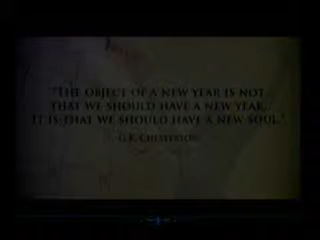 "The object of a new year is not
that we should have a new year.
It is that we should have a new soul."
G.K. Chesterton